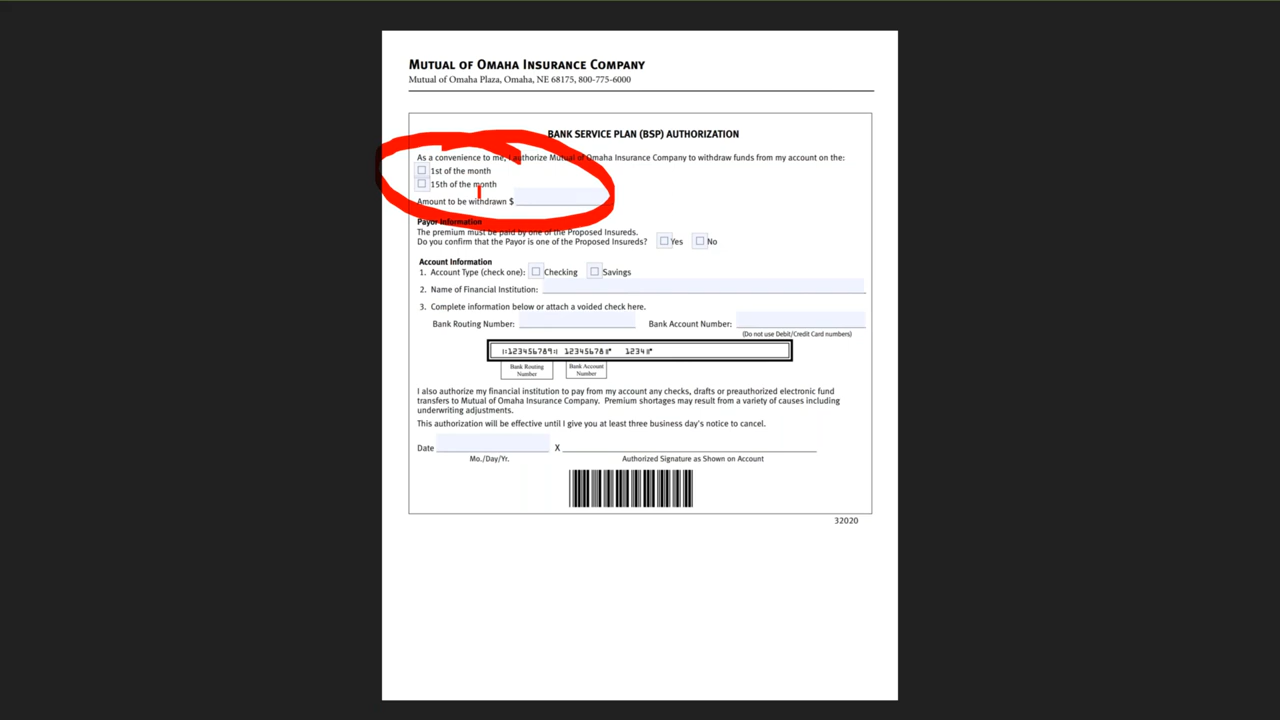 MUTUAL OF OMAHA INSURANCE COMPANY
Mutual of Omaha Plaza, Omaha, NE 68175, 800-775-6000
BANK SERVICE PLAN (BSP) AUTHORIZATION
As a convenience to me, I authorize Mutual of Omaha Insurance Company to withdraw funds from my account on the:
1st of the month
15th of the month
Amount to be withdrawn $
Payor Information
The premium must be paid by one of the Proposed Insureds.
Do you confirm that the Payor is one of the Proposed Insureds? Yes No
Account Information
1. Account Type (check one): Checking Savings
2. Name of Financial Institution:
3. Complete information below or attach a voided check here.
Bank Routing Number: Bank Account Number:
(Do not use Debit/Credit Card numbers)
⑆123456789⑆ 12345678⑈ 1234⑈
Bank Routing Number
Bank Account Number
I also authorize my financial institution to pay from my account any checks, drafts or preauthorized electronic fund
transfers to Mutual of Omaha Insurance Company. Premium shortages may result from a variety of causes including
underwriting adjustments.
This authorization will be effective until I give you at least three business day's notice to cancel.
Date X
Mo./Day/Yr. Authorized Signature as Shown on Account
32020